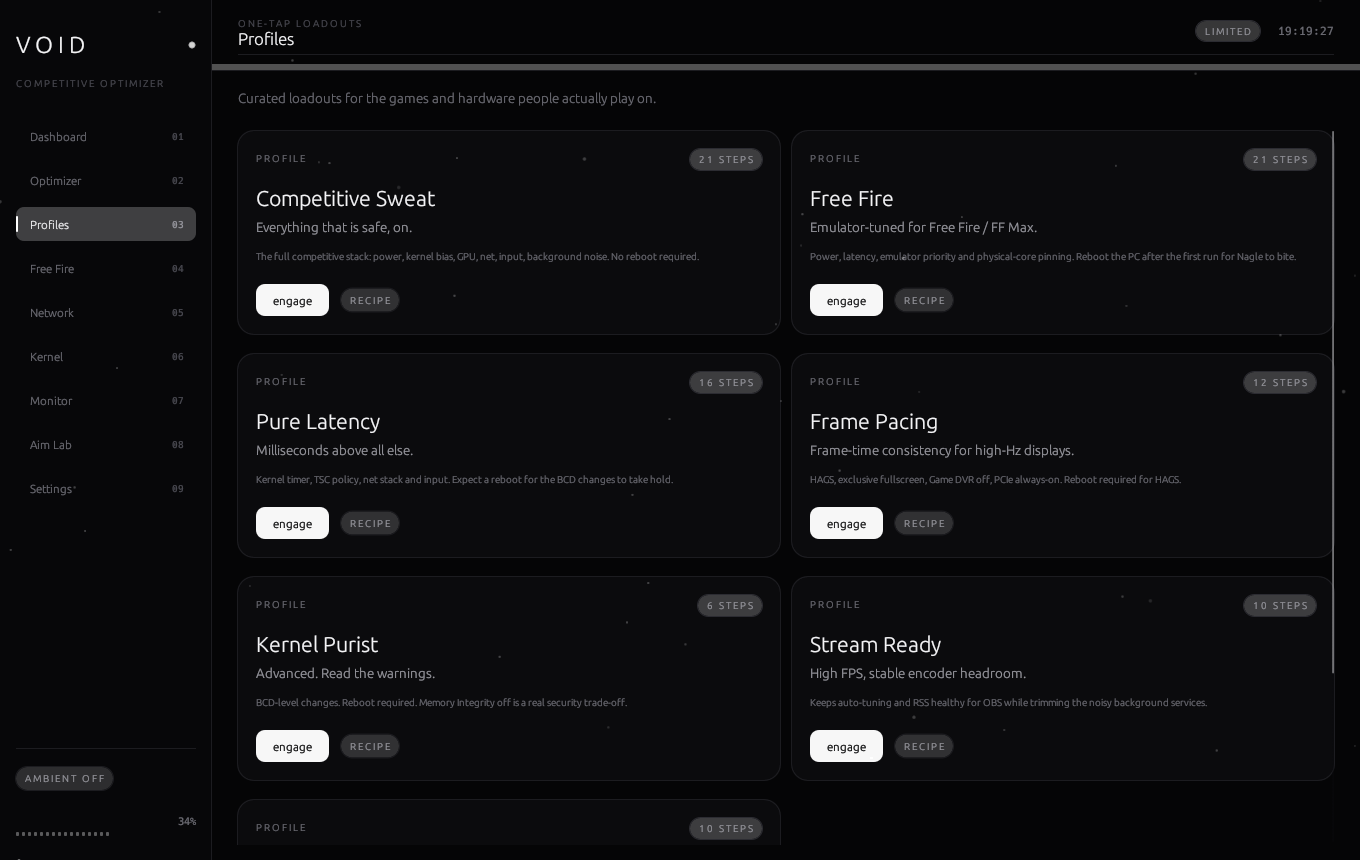 VOID
COMPETITIVE OPTIMIZER
Dashboard 01
Optimizer 02
Profiles 03
Free Fire 04
Network 05
Kernel 06
Monitor 07
Aim Lab 08
Settings 09
AMBIENT OFF
34%
ONE-TAP LOADOUTS
Profiles
LIMITED 19:19:27
Curated loadouts for the games and hardware people actually play on.
PROFILE 21 STEPS
Competitive Sweat
Everything that is safe, on.
The full competitive stack: power, kernel bias, GPU, net, input, background noise. No reboot required.
engage RECIPE
PROFILE 21 STEPS
Free Fire
Emulator-tuned for Free Fire / FF Max.
Power, latency, emulator priority and physical-core pinning. Reboot the PC after the first run for Nagle to bite.
engage RECIPE
PROFILE 16 STEPS
Pure Latency
Milliseconds above all else.
Kernel timer, TSC policy, net stack and input. Expect a reboot for the BCD changes to take hold.
engage RECIPE
PROFILE 12 STEPS
Frame Pacing
Frame-time consistency for high-Hz displays.
HAGS, exclusive fullscreen, Game DVR off, PCIe always-on. Reboot required for HAGS.
engage RECIPE
PROFILE 6 STEPS
Kernel Purist
Advanced. Read the warnings.
BCD-level changes. Reboot required. Memory Integrity off is a real security trade-off.
engage RECIPE
PROFILE 10 STEPS
Stream Ready
High FPS, stable encoder headroom.
Keeps auto-tuning and RSS healthy for OBS while trimming the noisy background services.
engage RECIPE
PROFILE 10 STEPS